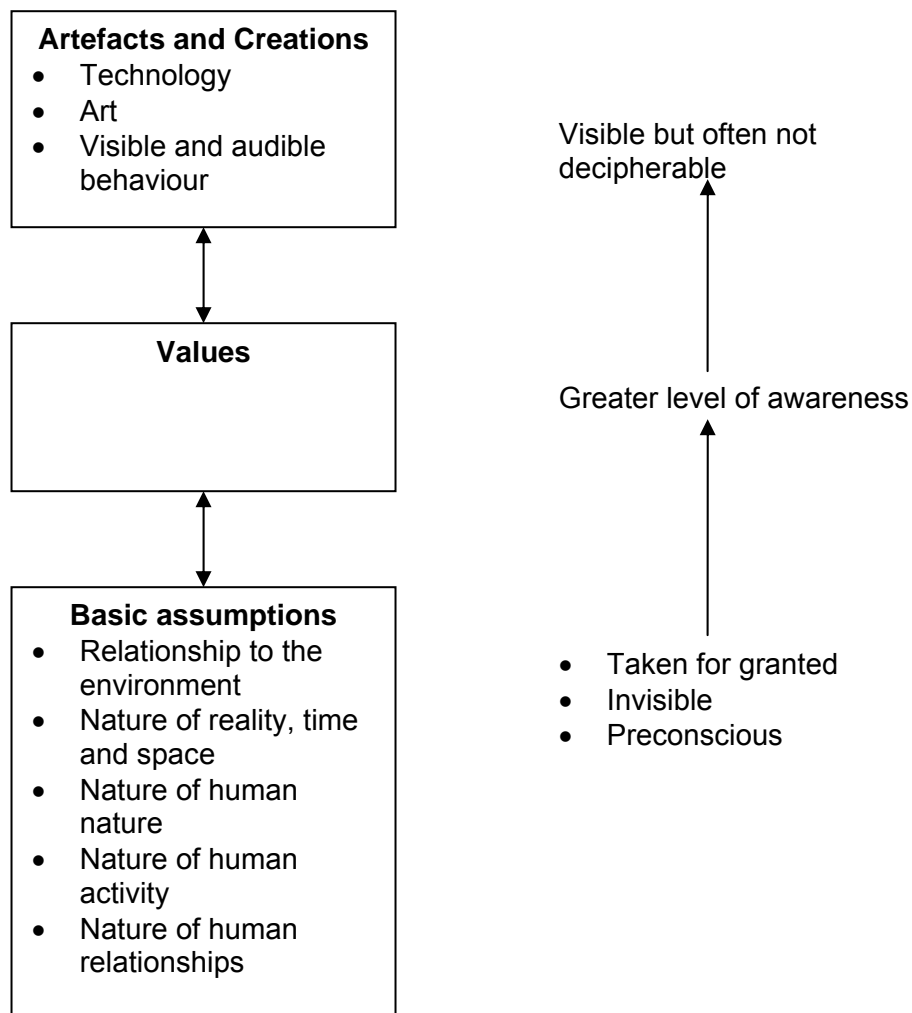 Artefacts and Creations
• Technology
• Art
• Visible and audible
behaviour
Visible but often not
decipherable
Values
Greater level of awareness
Basic assumptions
• Relationship to the
environment
• Nature of reality, time
and space
• Nature of human
nature
• Nature of human
activity
• Nature of human
relationships
• Taken for granted
• Invisible
• Preconscious